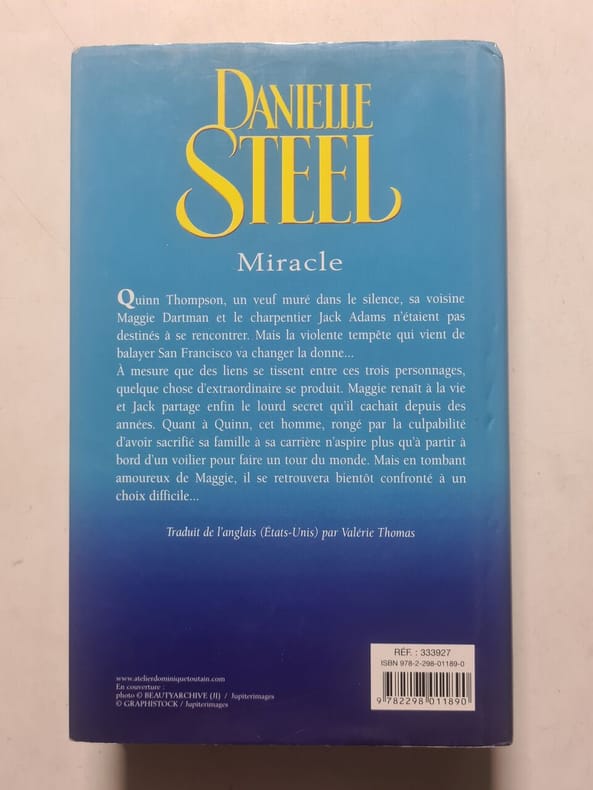 DANIELLE
STEEL
Miracle
Quinn Thompson, un veuf muré dans le silence, sa voisine
Maggie Dartman et le charpentier Jack Adams n'étaient pas
destinés à se rencontrer. Mais la violente tempête qui vient de
balayer San Francisco va changer la donne...
À mesure que des liens se tissent entre ces trois personnages,
quelque chose d'extraordinaire se produit. Maggie renaît à la vie
et Jack partage enfin le lourd secret qu'il cachait depuis des
années. Quant à Quinn, cet homme, rongé par la culpabilité
d'avoir sacrifié sa famille à sa carrière n'aspire plus qu'à partir à
bord d'un voilier pour faire un tour du monde. Mais en tombant
amoureux de Maggie, il se retrouvera bientôt confronté à un
choix difficile...
Traduit de l'anglais (États-Unis) par Valérie Thomas
RÉF. : 333927
ISBN 978-2-298-01189-0
9 782298 011890
www.atelierdominiquetoutain.com
En couverture :
photo © BEAUTYARCHIVE (JI) / Jupiterimages
© GRAPHISTOCK / Jupiterimages